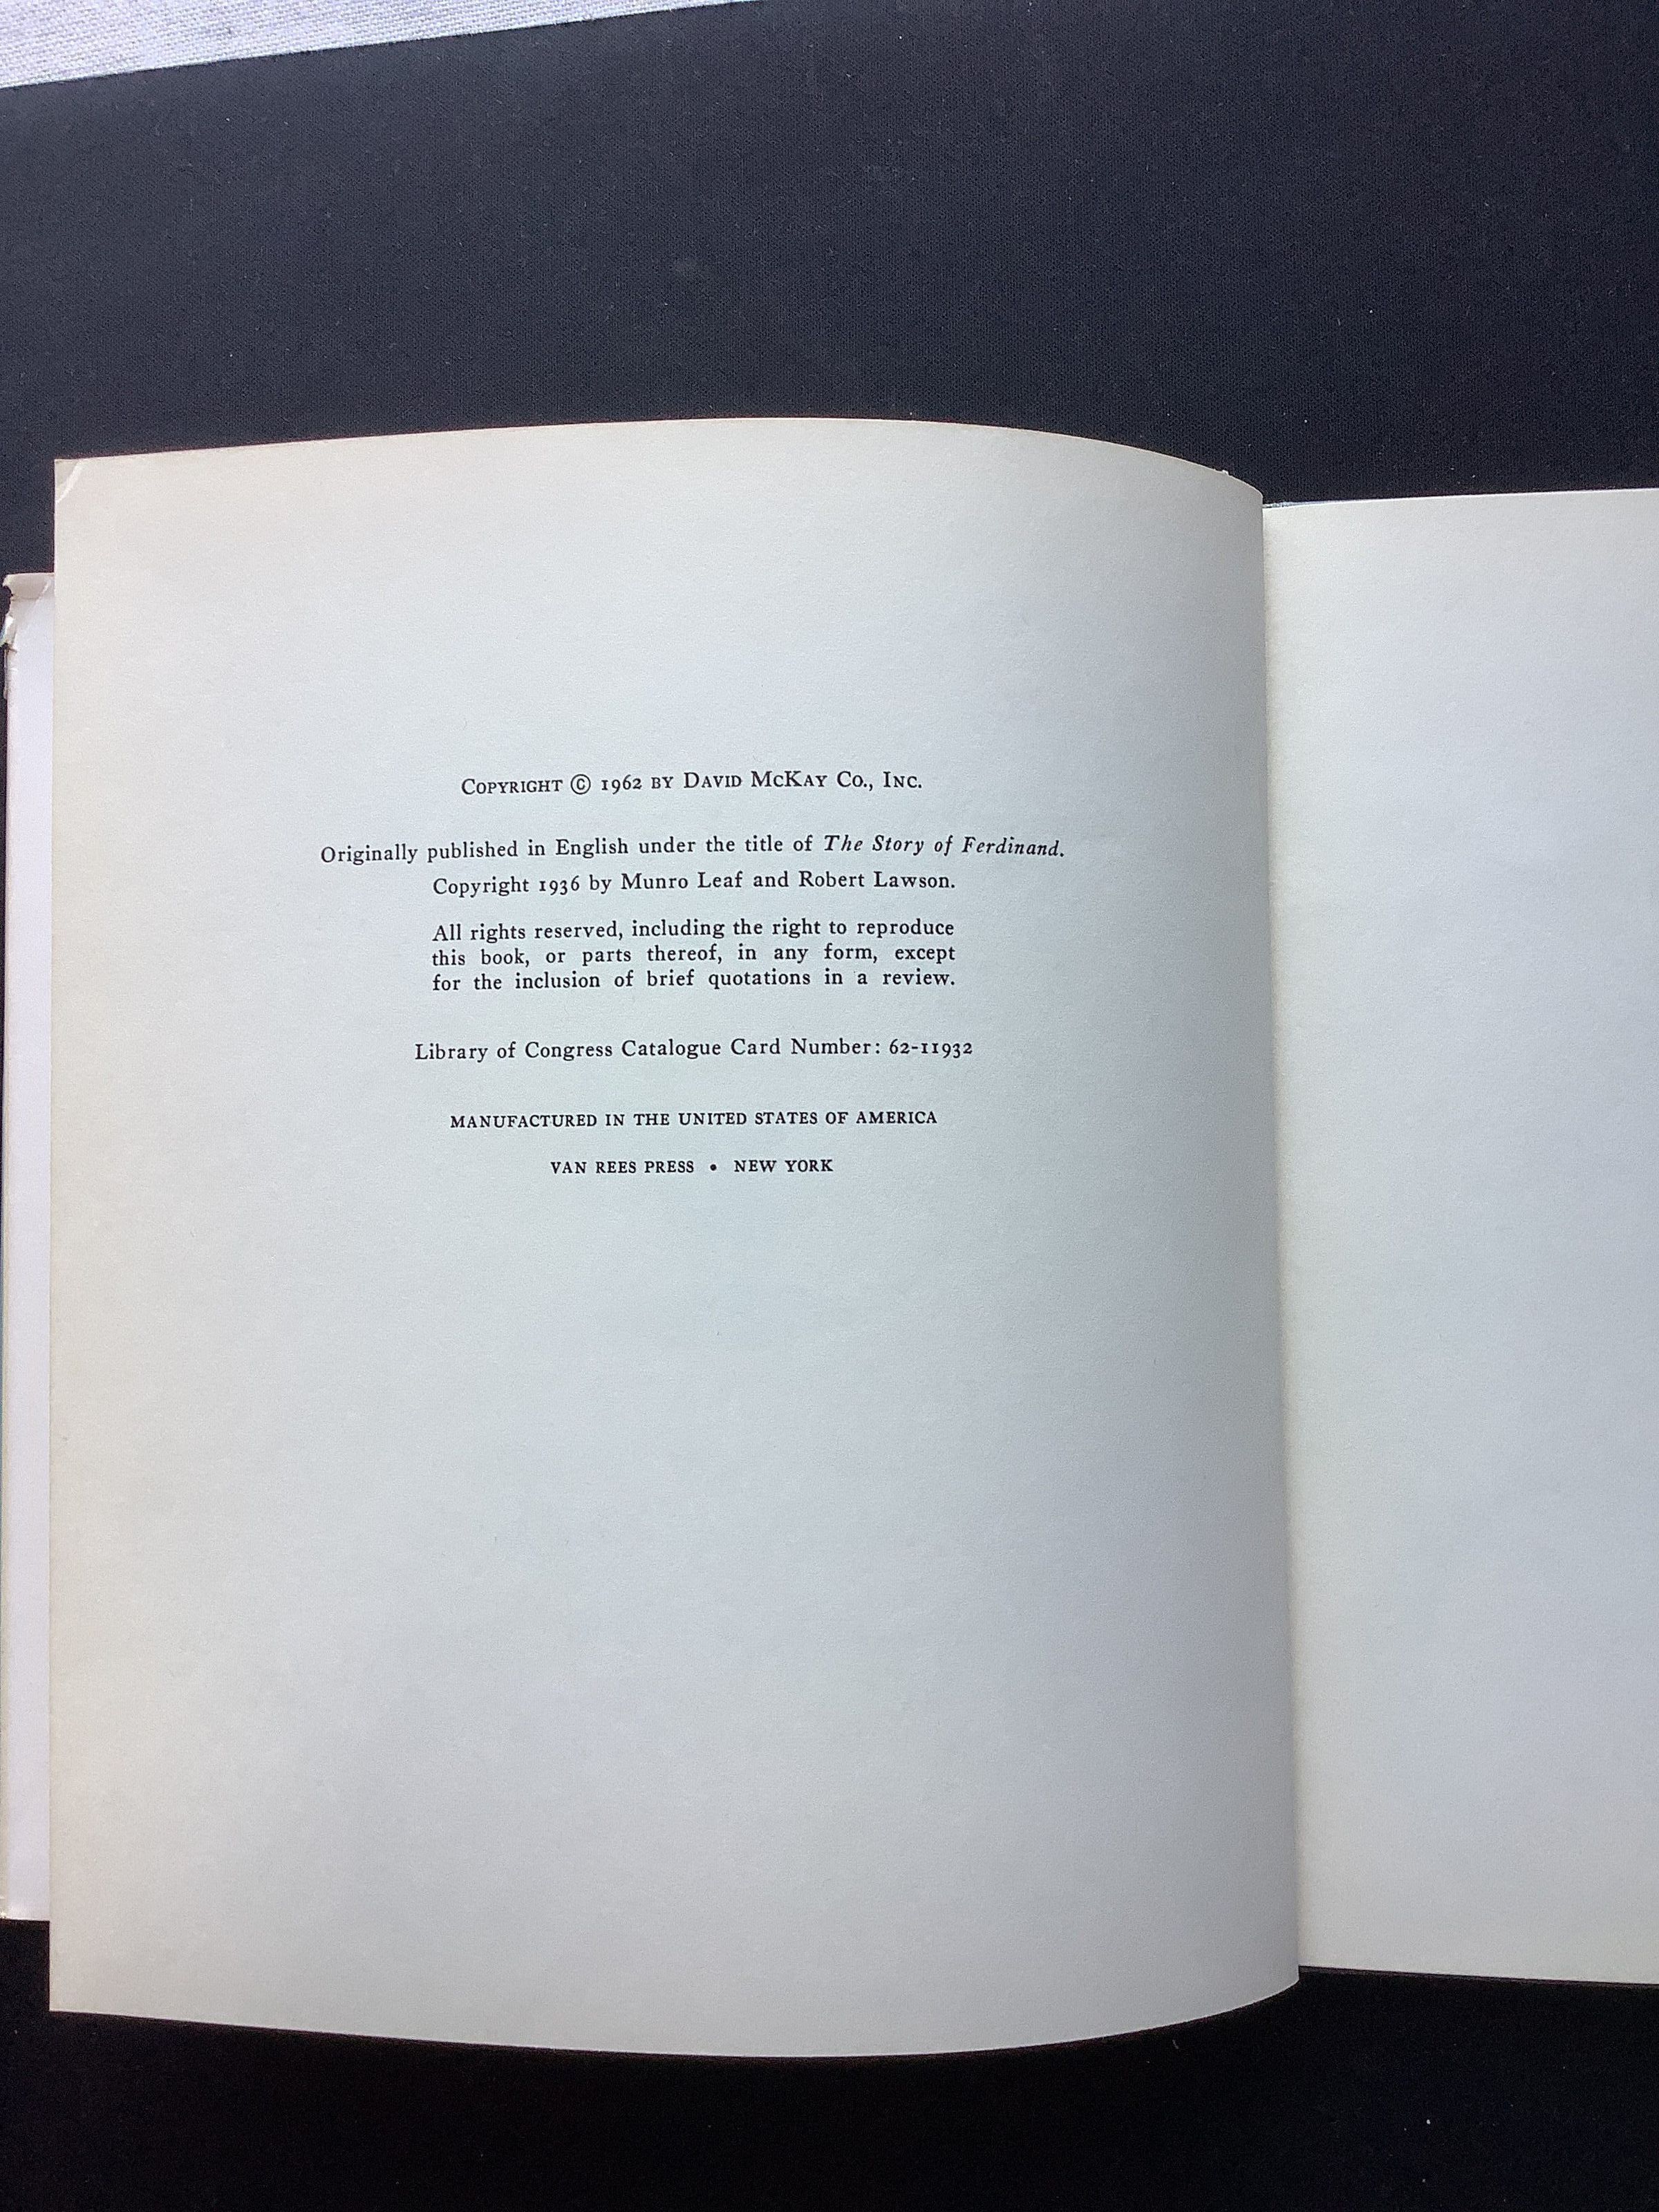 Copyright © 1962 by David McKay Co., Inc.
Originally published in English under the title of The Story of Ferdinand.
Copyright 1936 by Munro Leaf and Robert Lawson.
All rights reserved, including the right to reproduce
this book, or parts thereof, in any form, except
for the inclusion of brief quotations in a review.
Library of Congress Catalogue Card Number: 62-11932
MANUFACTURED IN THE UNITED STATES OF AMERICA
VAN REES PRESS • NEW YORK